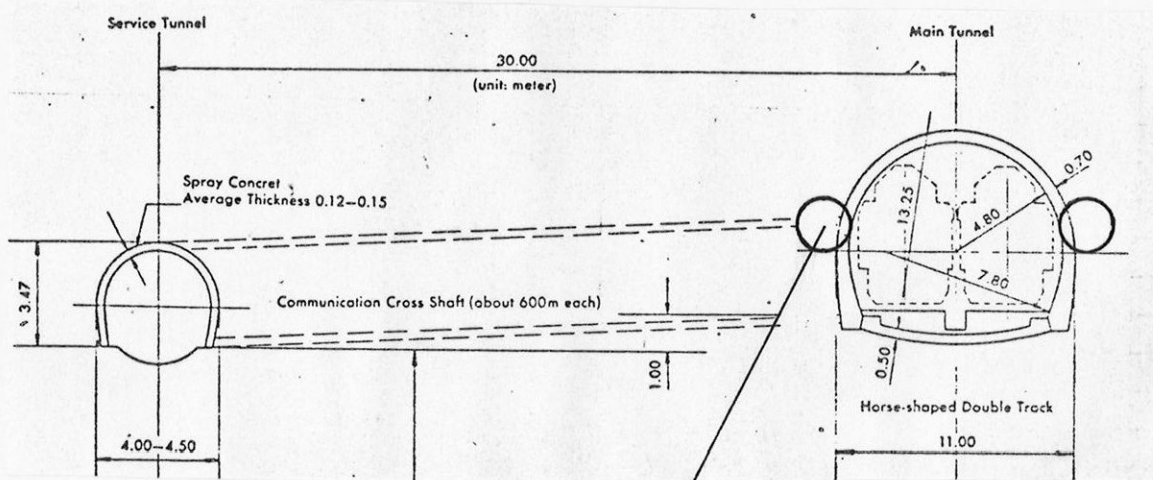 Service Tunnel
Main Tunnel
30.00
(unit: meter)
0.70
Spray Concret
Average Thickness 0.12—0.15
13.25
4.80
3.47
7.80
Communication Cross Shaft (about 600m each)
1.00
0.50
Horse-shaped Double Track
4.00—4.50
11.00